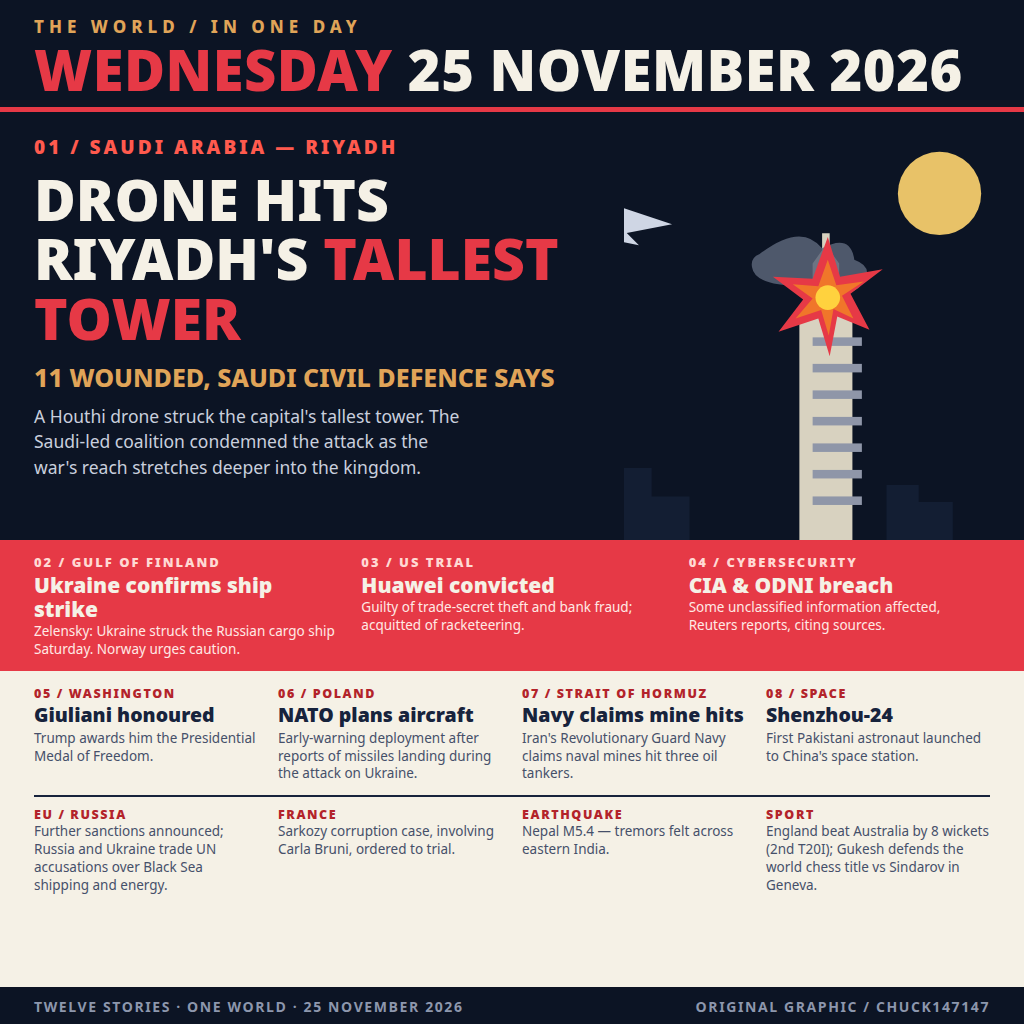 THE WORLD / IN ONE DAY
WEDNESDAY 25 NOVEMBER 2026
01 / SAUDI ARABIA — RIYADH
DRONE HITS
RIYADH'S TALLEST
TOWER
11 WOUNDED, SAUDI CIVIL DEFENCE SAYS
A Houthi drone struck the capital's tallest tower. The
Saudi-led coalition condemned the attack as the
war's reach stretches deeper into the kingdom.
02 / GULF OF FINLAND
Ukraine confirms ship
strike
Zelensky: Ukraine struck the Russian cargo ship
Saturday. Norway urges caution.
03 / US TRIAL
Huawei convicted
Guilty of trade-secret theft and bank fraud;
acquitted of racketeering.
04 / CYBERSECURITY
CIA & ODNI breach
Some unclassified information affected,
Reuters reports, citing sources.
05 / WASHINGTON
Giuliani honoured
Trump awards him the Presidential
Medal of Freedom.
06 / POLAND
NATO plans aircraft
Early-warning deployment after
reports of missiles landing during
the attack on Ukraine.
07 / STRAIT OF HORMUZ
Navy claims mine hits
Iran's Revolutionary Guard Navy
claims naval mines hit three oil
tankers.
08 / SPACE
Shenzhou-24
First Pakistani astronaut launched
to China's space station.
EU / RUSSIA
Further sanctions announced;
Russia and Ukraine trade UN
accusations over Black Sea
shipping and energy.
FRANCE
Sarkozy corruption case, involving
Carla Bruni, ordered to trial.
EARTHQUAKE
Nepal M5.4 — tremors felt across
eastern India.
SPORT
England beat Australia by 8 wickets
(2nd T20I); Gukesh defends the
world chess title vs Sindarov in
Geneva.
TWELVE STORIES · ONE WORLD · 25 NOVEMBER 2026
ORIGINAL GRAPHIC / CHUCK147147